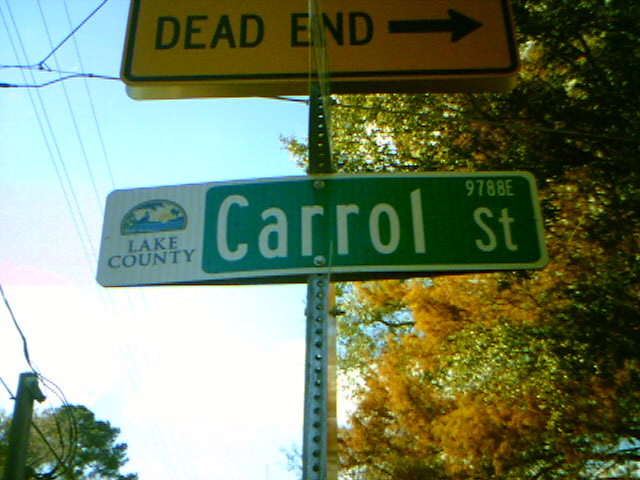 DEAD END
LAKE
COUNTY
Carrol St
9788E